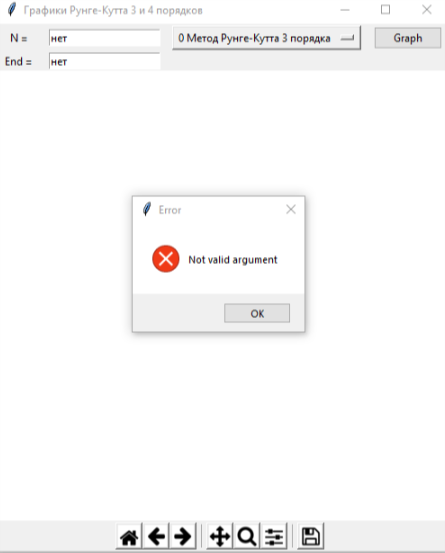 Графики Рунге-Кутта 3 и 4 порядков
N = нет 0 Метод Рунге-Кутта 3 порядка Graph
End = нет
Error
Not valid argument
OK